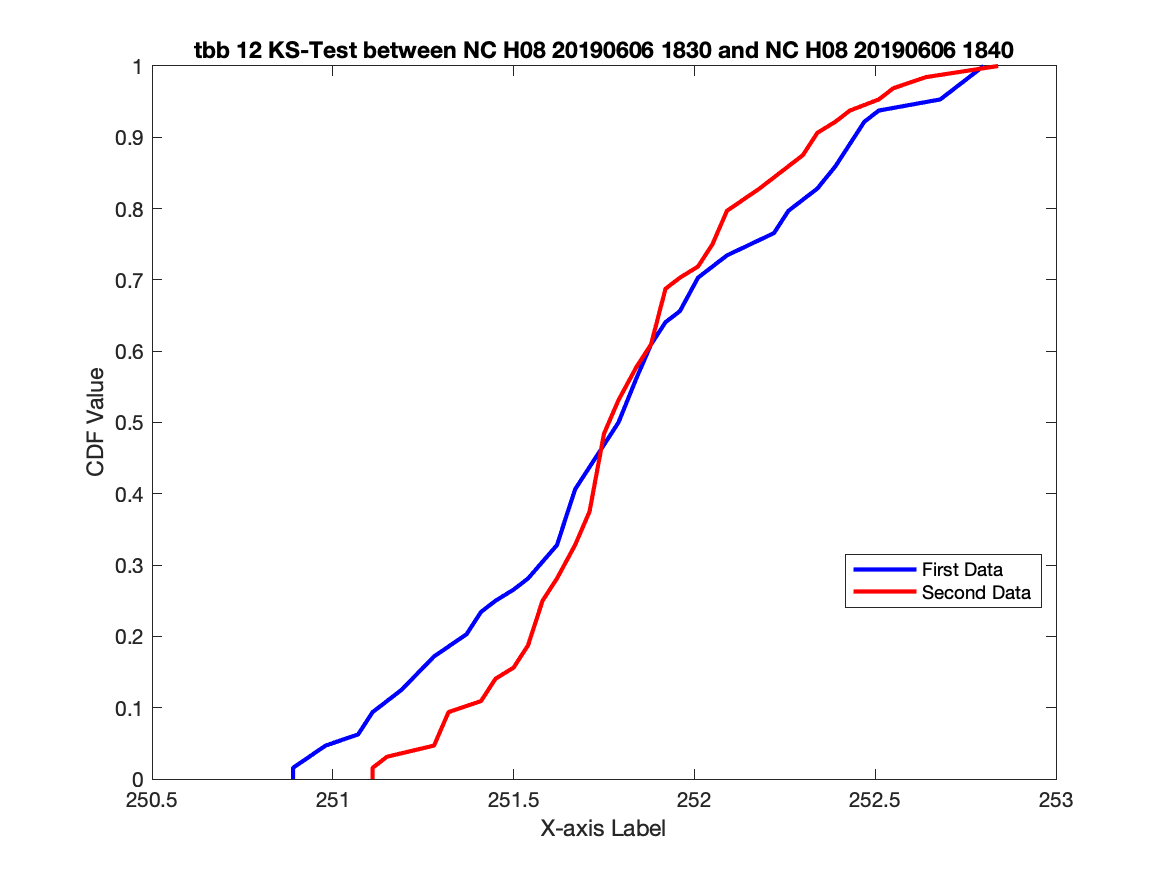 tbb 12 KS-Test between NC H08 20190606 1830 and NC H08 20190606 1840
1
0.9
0.8
0.7
0.6
0.5
0.4
0.3
0.2
0.1
0
CDF Value
First Data
Second Data
250.5 251 251.5 252 252.5 253
X-axis Label